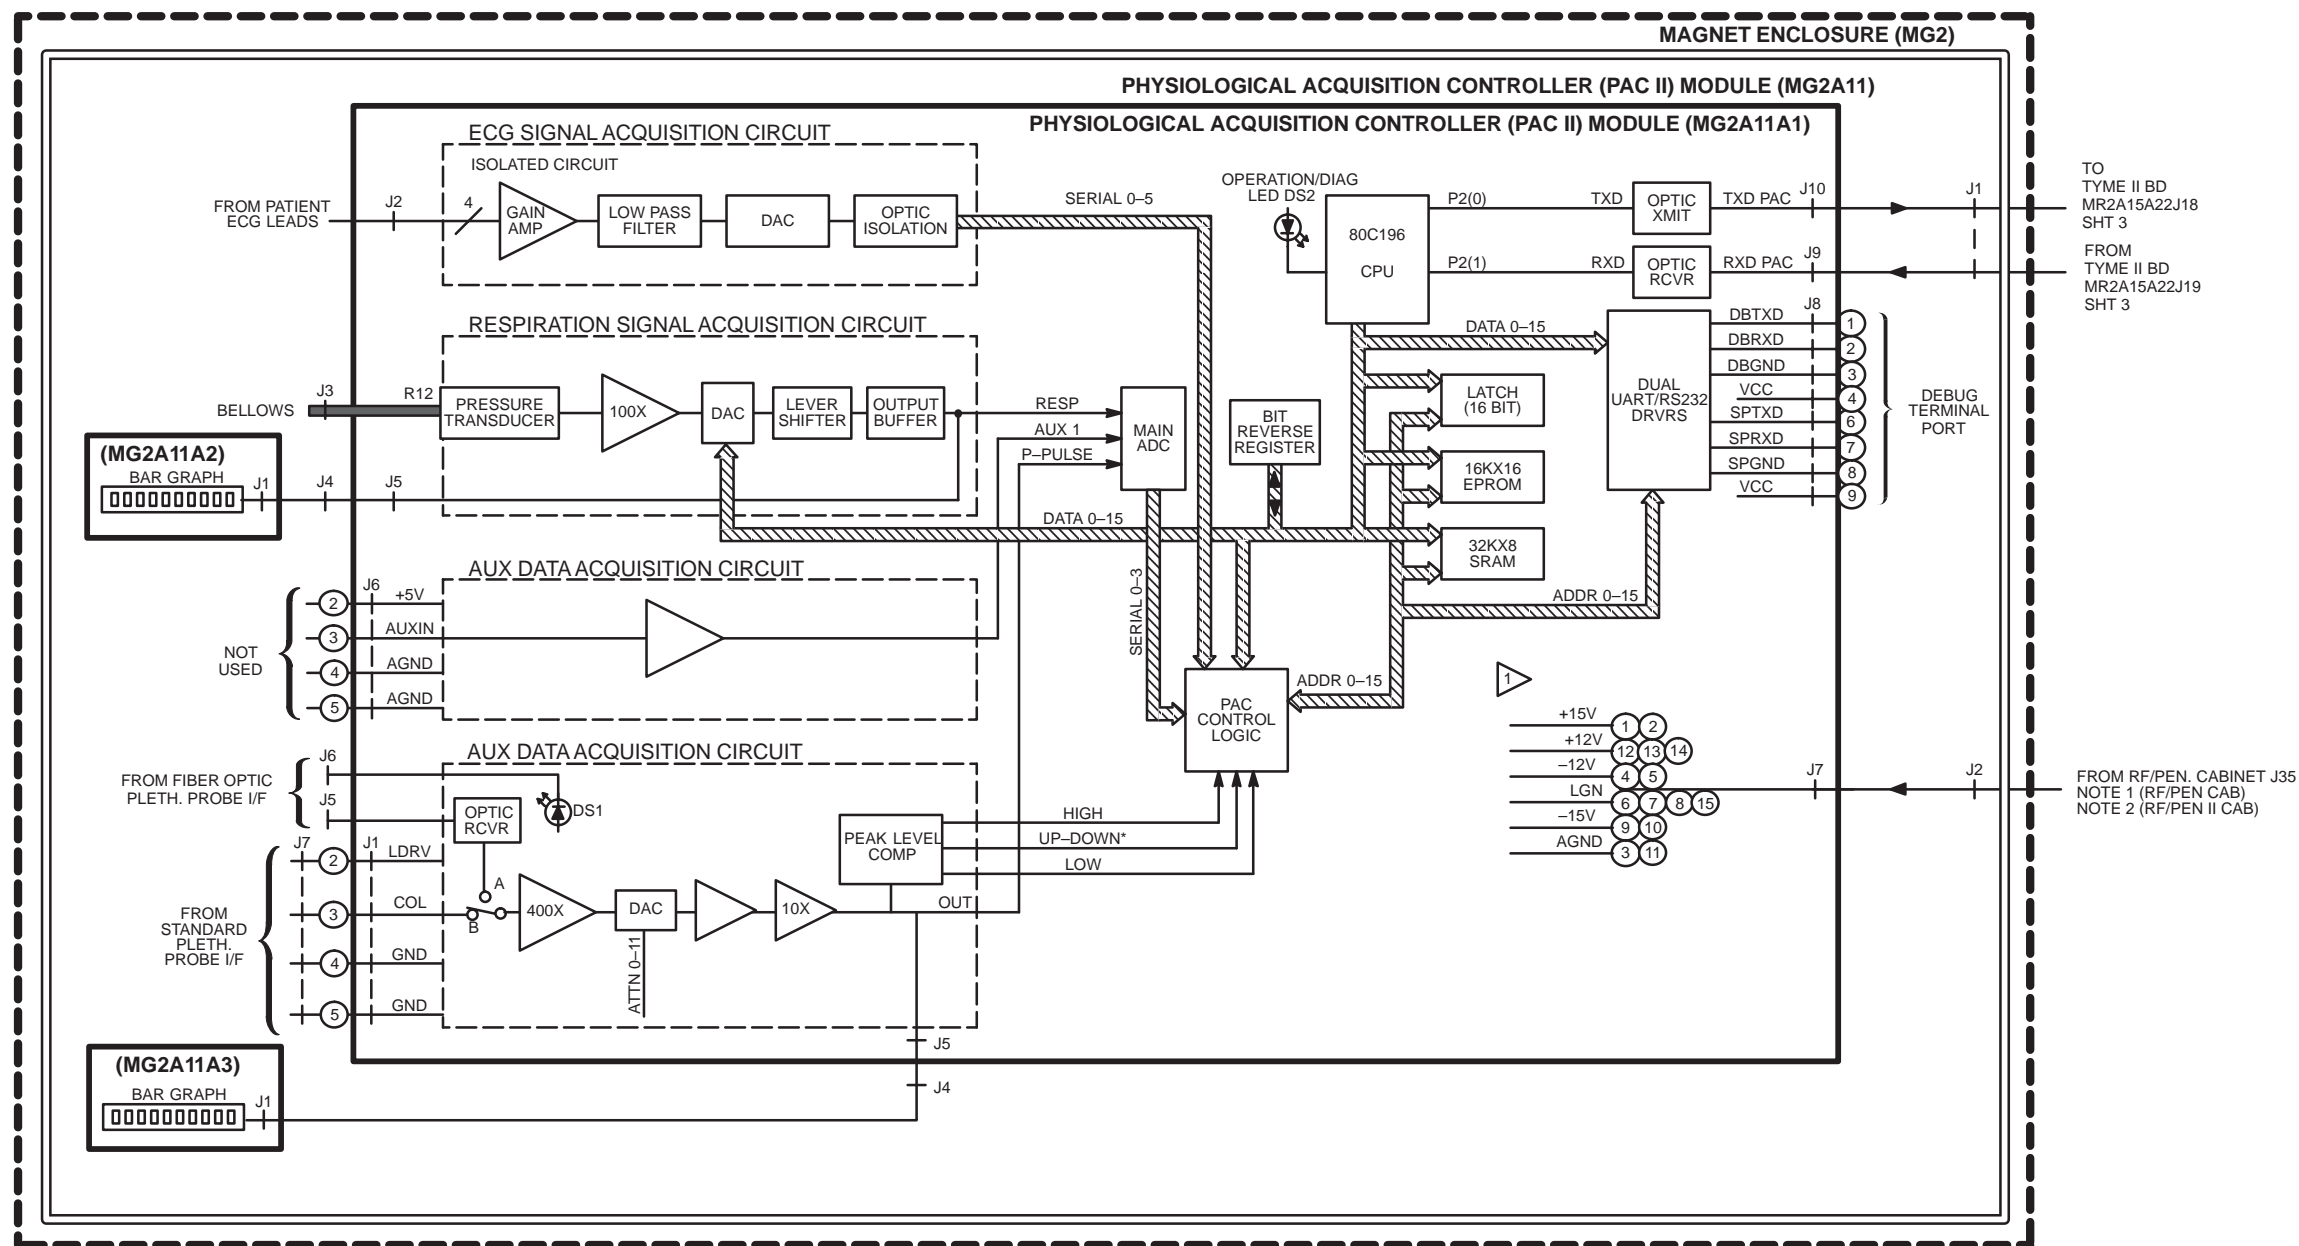 MAGNET ENCLOSURE (MG2)
PHYSIOLOGICAL ACQUISITION CONTROLLER (PAC II) MODULE (MG2A11)
PHYSIOLOGICAL ACQUISITION CONTROLLER (PAC II) MODULE (MG2A11A1)
ECG SIGNAL ACQUISITION CIRCUIT
ISOLATED CIRCUIT
FROM PATIENT
ECG LEADS
J2
4
GAIN
AMP
LOW PASS
FILTER
DAC
OPTIC
ISOLATION
SERIAL 0–5
OPERATION/DIAG
LED DS2
80C196
CPU
P2(0)
TXD
OPTIC
XMIT
TXD PAC
J10
J1
TO
TYME II BD
MR2A15A22J18
SHT 3
P2(1)
RXD
OPTIC
RCVR
RXD PAC
J9
FROM
TYME II BD
MR2A15A22J19
SHT 3
RESPIRATION SIGNAL ACQUISITION CIRCUIT
BELLOWS
J3
R12
PRESSURE
TRANSDUCER
100X
DAC
LEVER
SHIFTER
OUTPUT
BUFFER
RESP
AUX 1
P–PULSE
MAIN
ADC
BIT
REVERSE
REGISTER
DATA 0–15
LATCH
(16 BIT)
16KX16
EPROM
32KX8
SRAM
DUAL
UART/RS232
DRVRS
J8
DBTXD
1
DBRXD
2
DBGND
3
VCC
4
SPTXD
6
SPRXD
7
SPGND
8
VCC
9
DEBUG
TERMINAL
PORT
(MG2A11A2)
BAR GRAPH
J1
J4
J5
DATA 0–15
SERIAL 0–3
ADDR 0–15
ADDR 0–15
PAC
CONTROL
LOGIC
AUX DATA ACQUISITION CIRCUIT
NOT
USED
J6
2
+5V
3
AUXIN
4
AGND
5
AGND
1
+15V
1
2
+12V
12
13
14
–12V
4
5
LGN
6
7
8
15
–15V
9
10
AGND
3
11
J7
J2
FROM RF/PEN. CABINET J35
NOTE 1 (RF/PEN CAB)
NOTE 2 (RF/PEN II CAB)
AUX DATA ACQUISITION CIRCUIT
FROM FIBER OPTIC
PLETH. PROBE I/F
J6
J5
OPTIC
RCVR
DS1
PEAK LEVEL
COMP
HIGH
UP–DOWN*
LOW
FROM
STANDARD
PLETH.
PROBE I/F
J7
J1
2
LDRV
3
COL
4
GND
5
GND
A
B
400X
DAC
ATTN 0–11
10X
OUT
J5
J4
(MG2A11A3)
BAR GRAPH
J1